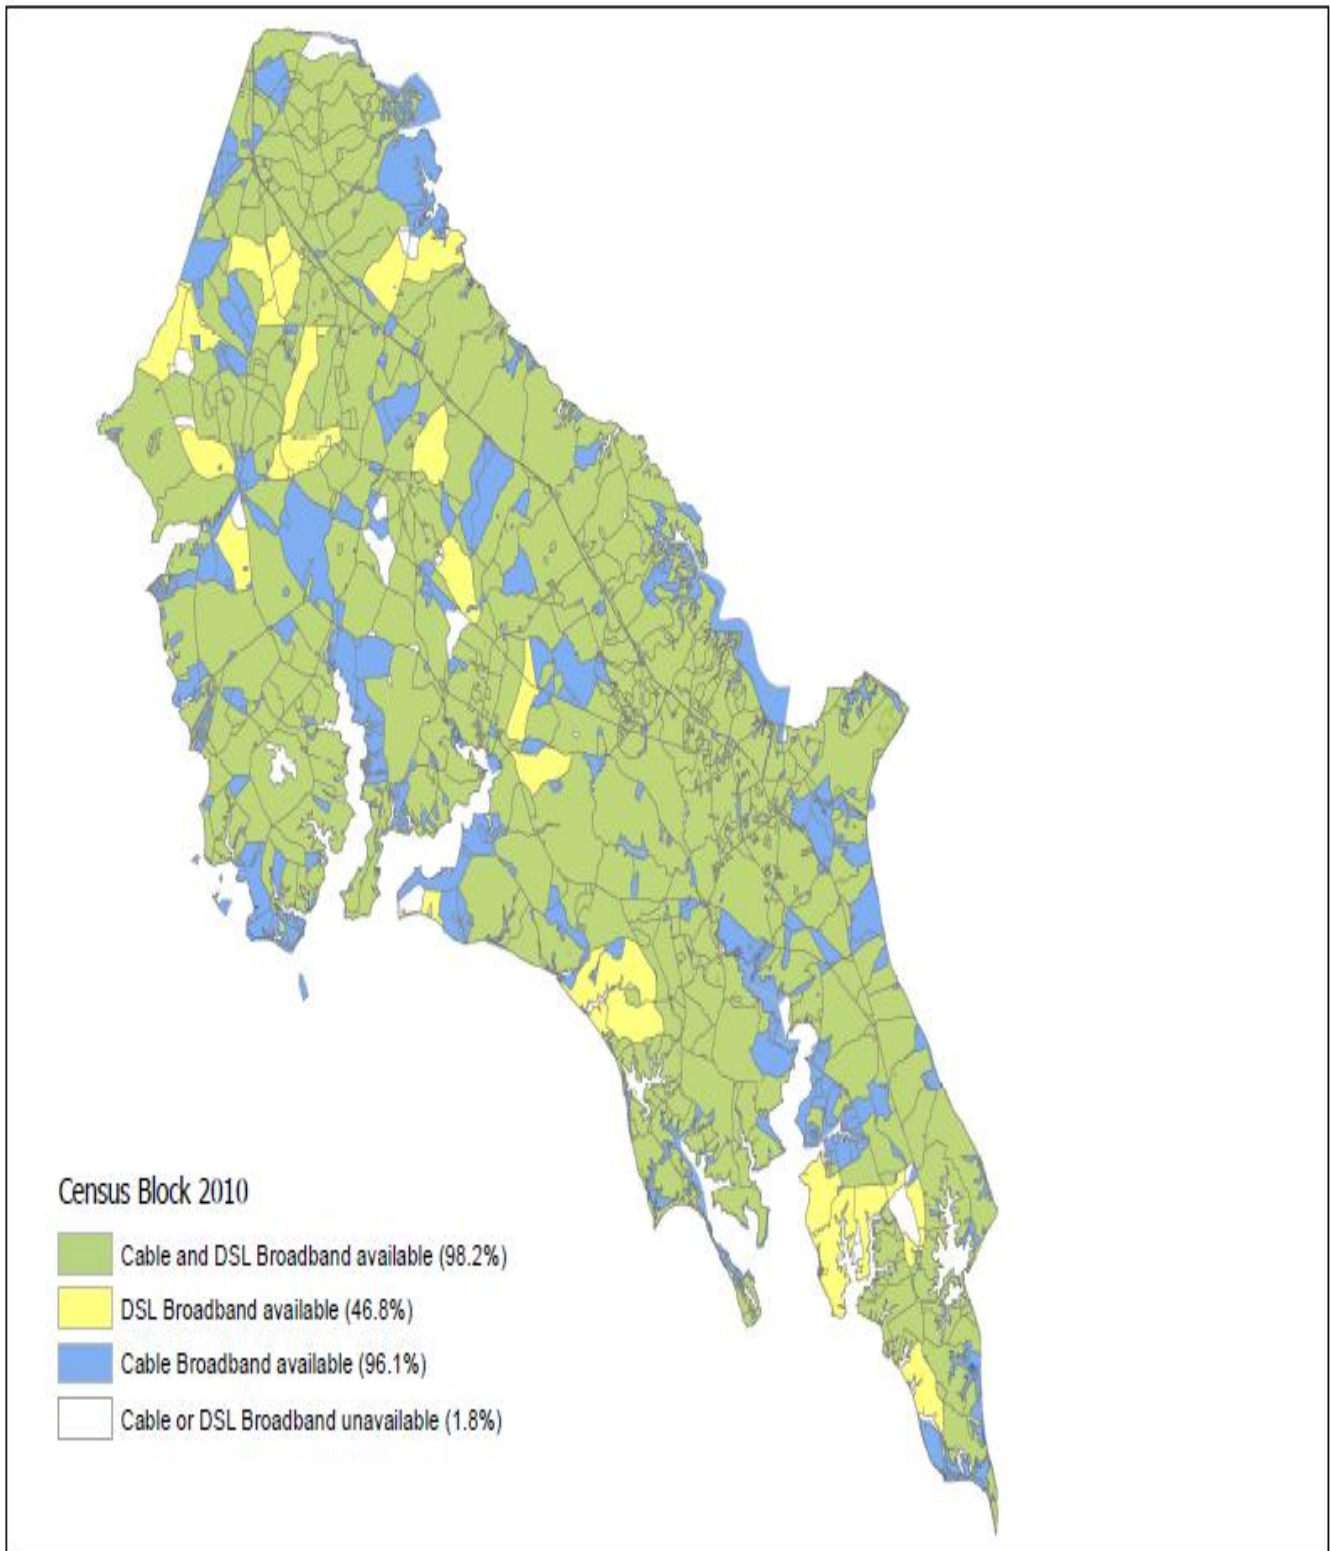 Census Block 2010
Cable and DSL Broadband available (98.2%)
DSL Broadband available (46.8%)
Cable Broadband available (96.1%)
Cable or DSL Broadband unavailable (1.8%)